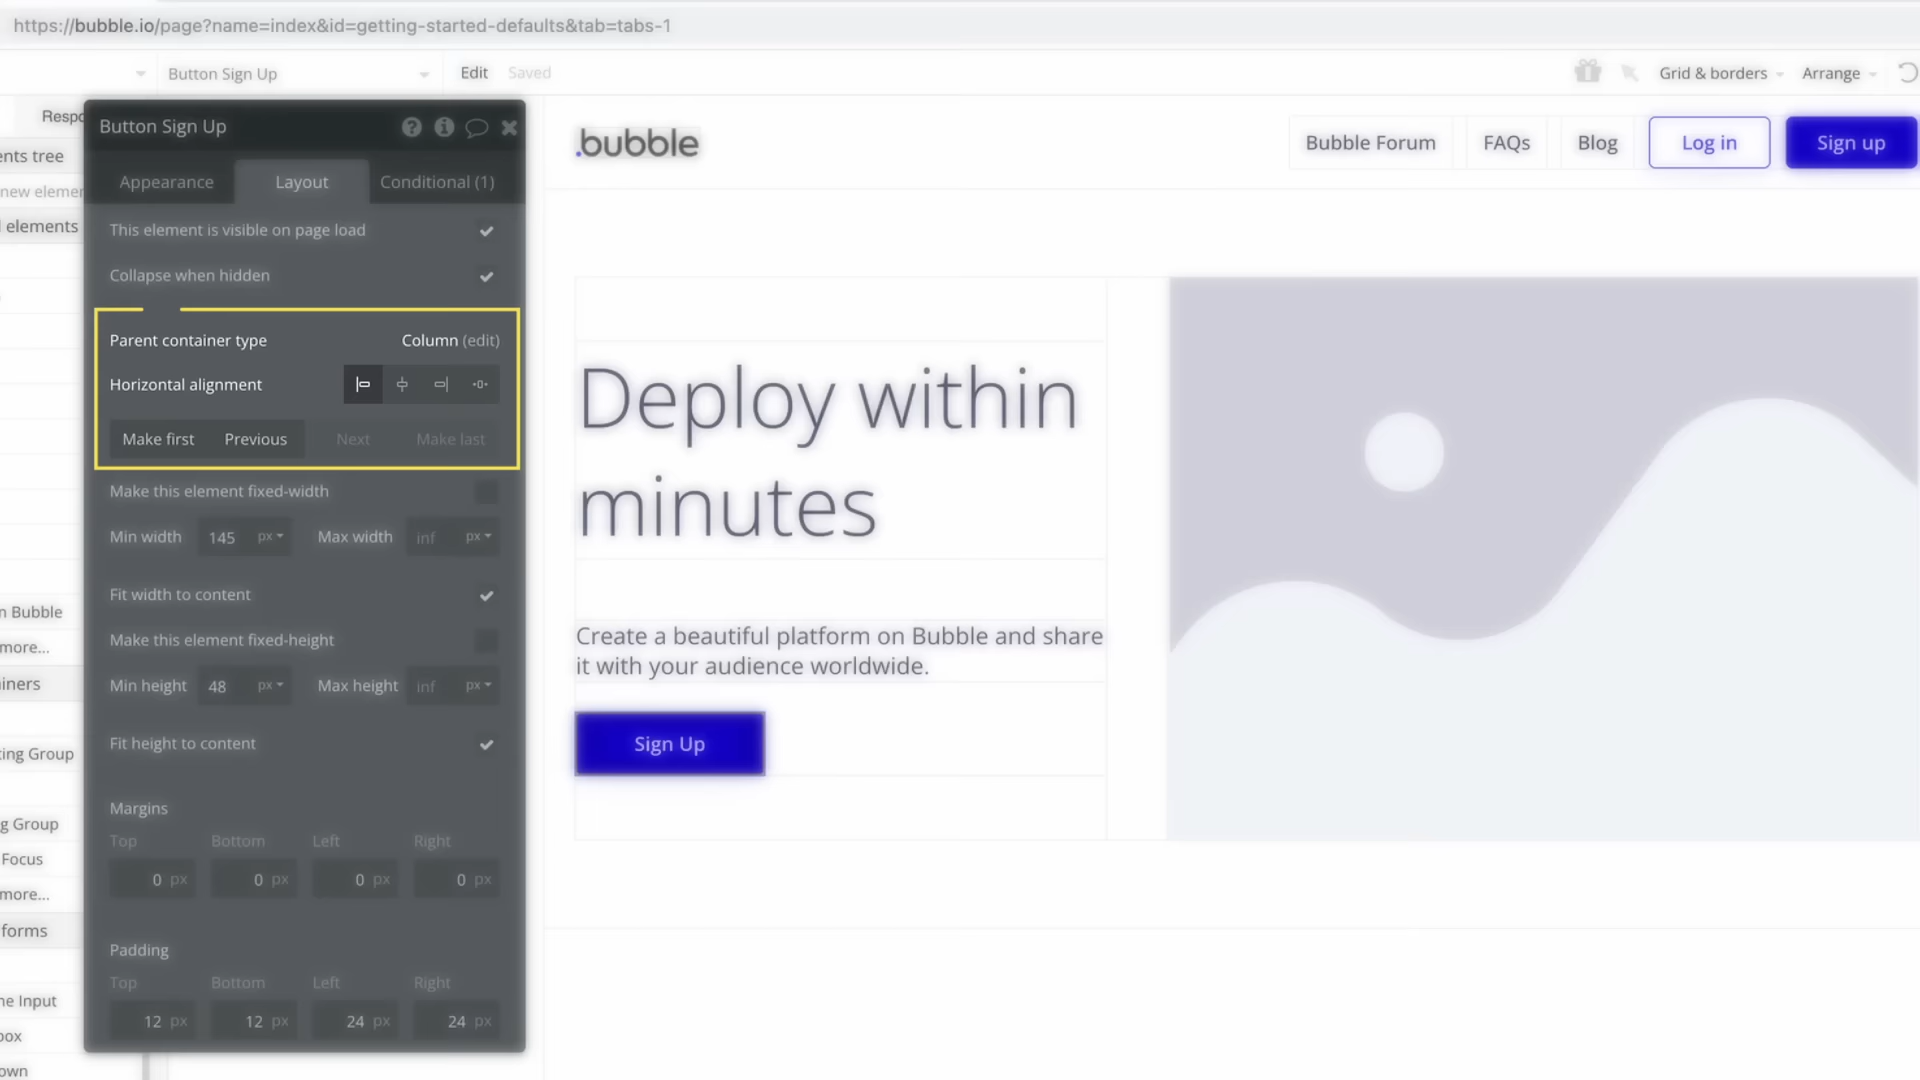 https://bubble.io/page?name=index&id=getting-started-defaults&tab=tabs-1
Button Sign Up
Edit
Saved
Grid & borders
Arrange
Button Sign Up
Appearance
Layout
Conditional (1)
This element is visible on page load
Collapse when hidden
Parent container type
Column (edit)
Horizontal alignment
Make first
Previous
Next
Make last
Make this element fixed-width
Min width 145 px
Max width inf px
Fit width to content
Make this element fixed-height
Min height 48 px
Max height inf px
Fit height to content
Margins
Top Bottom Left Right
0 px 0 px 0 px 0 px
Padding
Top Bottom Left Right
12 px 12 px 24 px 24 px
Respo
ents tree
new elemen
elements
n Bubble
more...
iners
ting Group
g Group
Focus
more...
forms
ne Input
box
own
.bubble
Bubble Forum
FAQs
Blog
Log in
Sign up
Deploy within
minutes
Create a beautiful platform on Bubble and share
it with your audience worldwide.
Sign Up